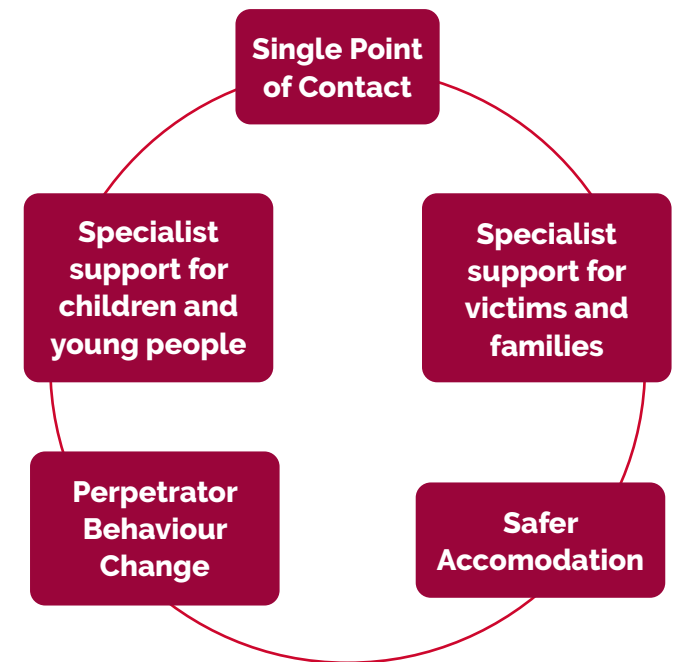 Single Point
of Contact
Specialist
support for
children and
young people
Specialist
support for
victims and
families
Perpetrator
Behaviour
Change
Safer
Accomodation